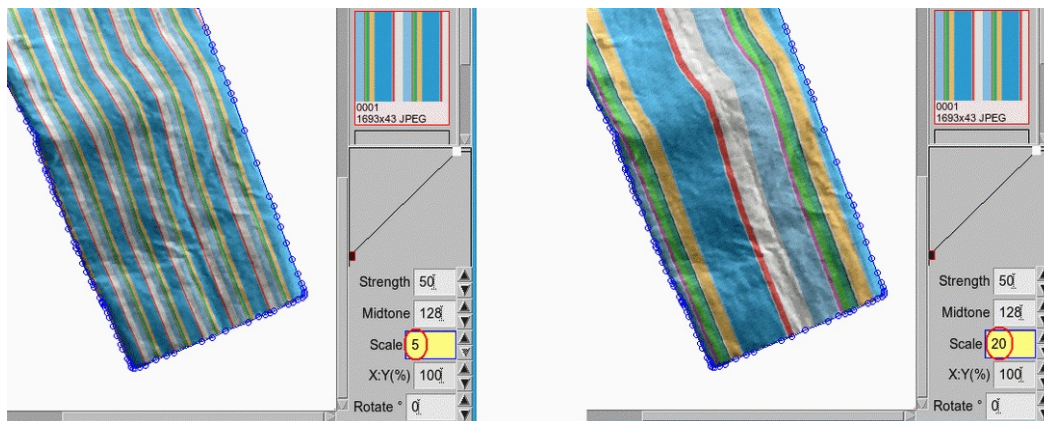 0001
1693x43 JPEG
Strength 50
Midtone 128
Scale 5
X:Y(%) 100
Rotate ° 0
0001
1693x43 JPEG
Strength 50
Midtone 128
Scale 20
X:Y(%) 100
Rotate ° 0